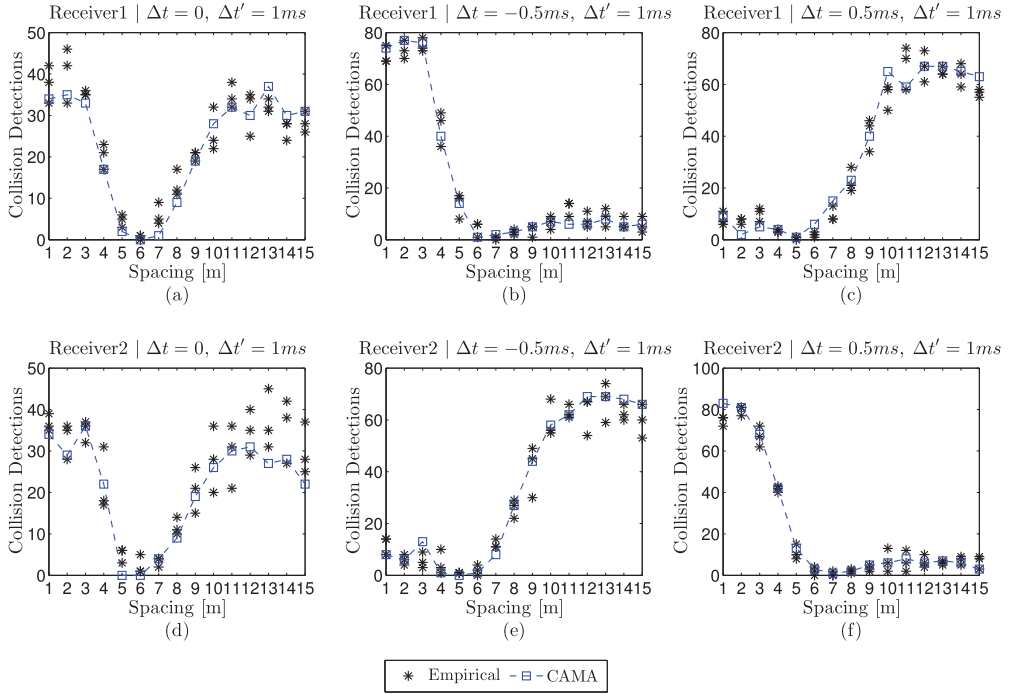 Receiver1 | Δt = 0, Δt′ = 1ms
Collision Detections
50
40
30
20
10
0
1 2 3 4 5 6 7 8 9 10 11 12 13 14 15
Spacing [m]
(a)
Receiver1 | Δt = −0.5ms, Δt′ = 1ms
Collision Detections
80
60
40
20
0
1 2 3 4 5 6 7 8 9 10 11 12 13 14 15
Spacing [m]
(b)
Receiver1 | Δt = 0.5ms, Δt′ = 1ms
Collision Detections
80
60
40
20
0
1 2 3 4 5 6 7 8 9 10 11 12 13 14 15
Spacing [m]
(c)
Receiver2 | Δt = 0, Δt′ = 1ms
Collision Detections
50
40
30
20
10
0
1 2 3 4 5 6 7 8 9 10 11 12 13 14 15
Spacing [m]
(d)
Receiver2 | Δt = −0.5ms, Δt′ = 1ms
Collision Detections
80
60
40
20
0
1 2 3 4 5 6 7 8 9 10 11 12 13 14 15
Spacing [m]
(e)
Receiver2 | Δt = 0.5ms, Δt′ = 1ms
Collision Detections
100
80
60
40
20
0
1 2 3 4 5 6 7 8 9 10 11 12 13 14 15
Spacing [m]
(f)
Empirical CAMA